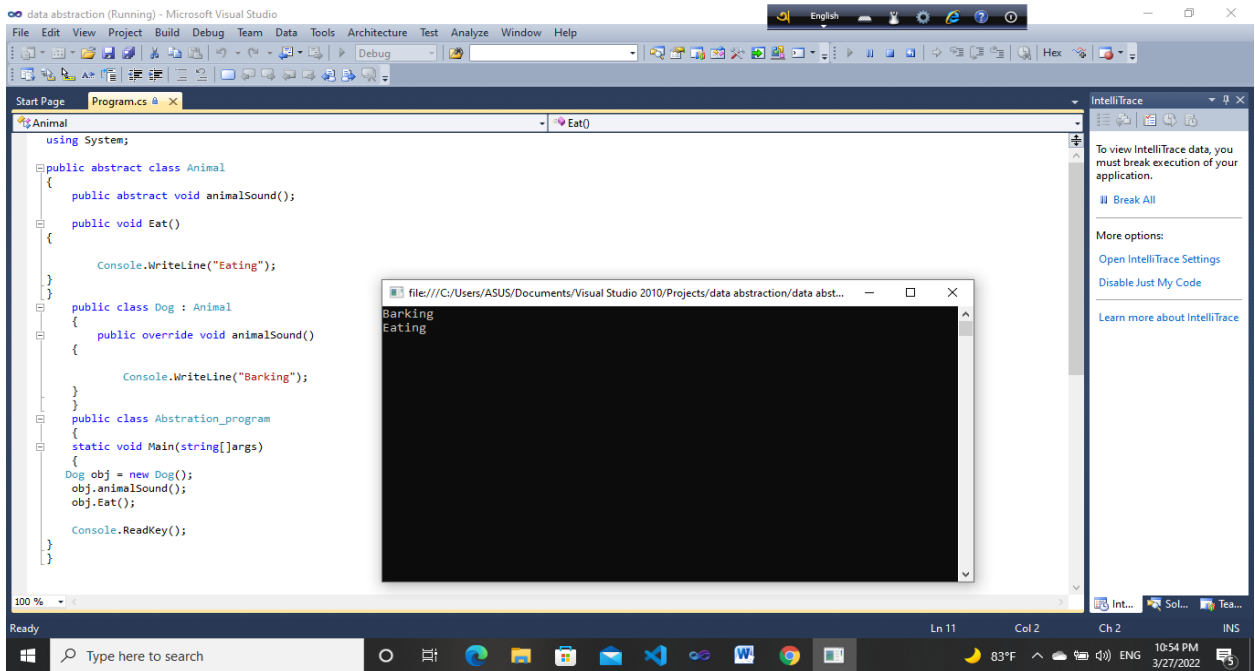 data abstraction (Running) - Microsoft Visual Studio
English
File Edit View Project Build Debug Team Data Tools Architecture Test Analyze Window Help
Debug
Hex
Start Page Program.cs
Animal
Eat()
using System;
public abstract class Animal
{
public abstract void animalSound();
public void Eat()
{
Console.WriteLine("Eating");
}
}
public class Dog : Animal
{
public override void animalSound()
{
Console.WriteLine("Barking");
}
}
public class Abstration_program
{
static void Main(string[]args)
{
Dog obj = new Dog();
obj.animalSound();
obj.Eat();
Console.ReadKey();
}
}
100 %
file:///C:/Users/ASUS/Documents/Visual Studio 2010/Projects/data abstraction/data abst...
Barking
Eating
IntelliTrace
To view IntelliTrace data, you
must break execution of your
application.
Break All
More options:
Open IntelliTrace Settings
Disable Just My Code
Learn more about IntelliTrace
Int... Sol... Tea...
Ready
Ln 11 Col 2 Ch 2 INS
Type here to search
83°F
ENG
10:54 PM
3/27/2022
5